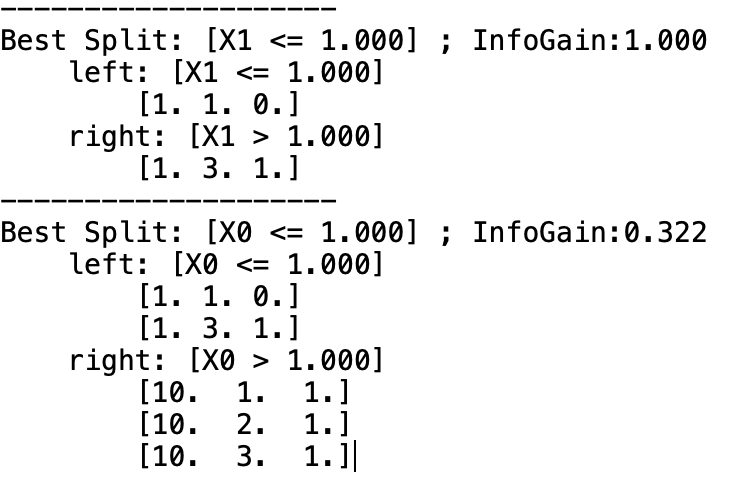 --------------------
Best Split: [X1 <= 1.000] ; InfoGain:1.000
    left: [X1 <= 1.000]
        [1. 1. 0.]
    right: [X1 > 1.000]
        [1. 3. 1.]
--------------------
Best Split: [X0 <= 1.000] ; InfoGain:0.322
    left: [X0 <= 1.000]
        [1. 1. 0.]
        [1. 3. 1.]
    right: [X0 > 1.000]
        [10.  1.  1.]
        [10.  2.  1.]
        [10.  3.  1.]